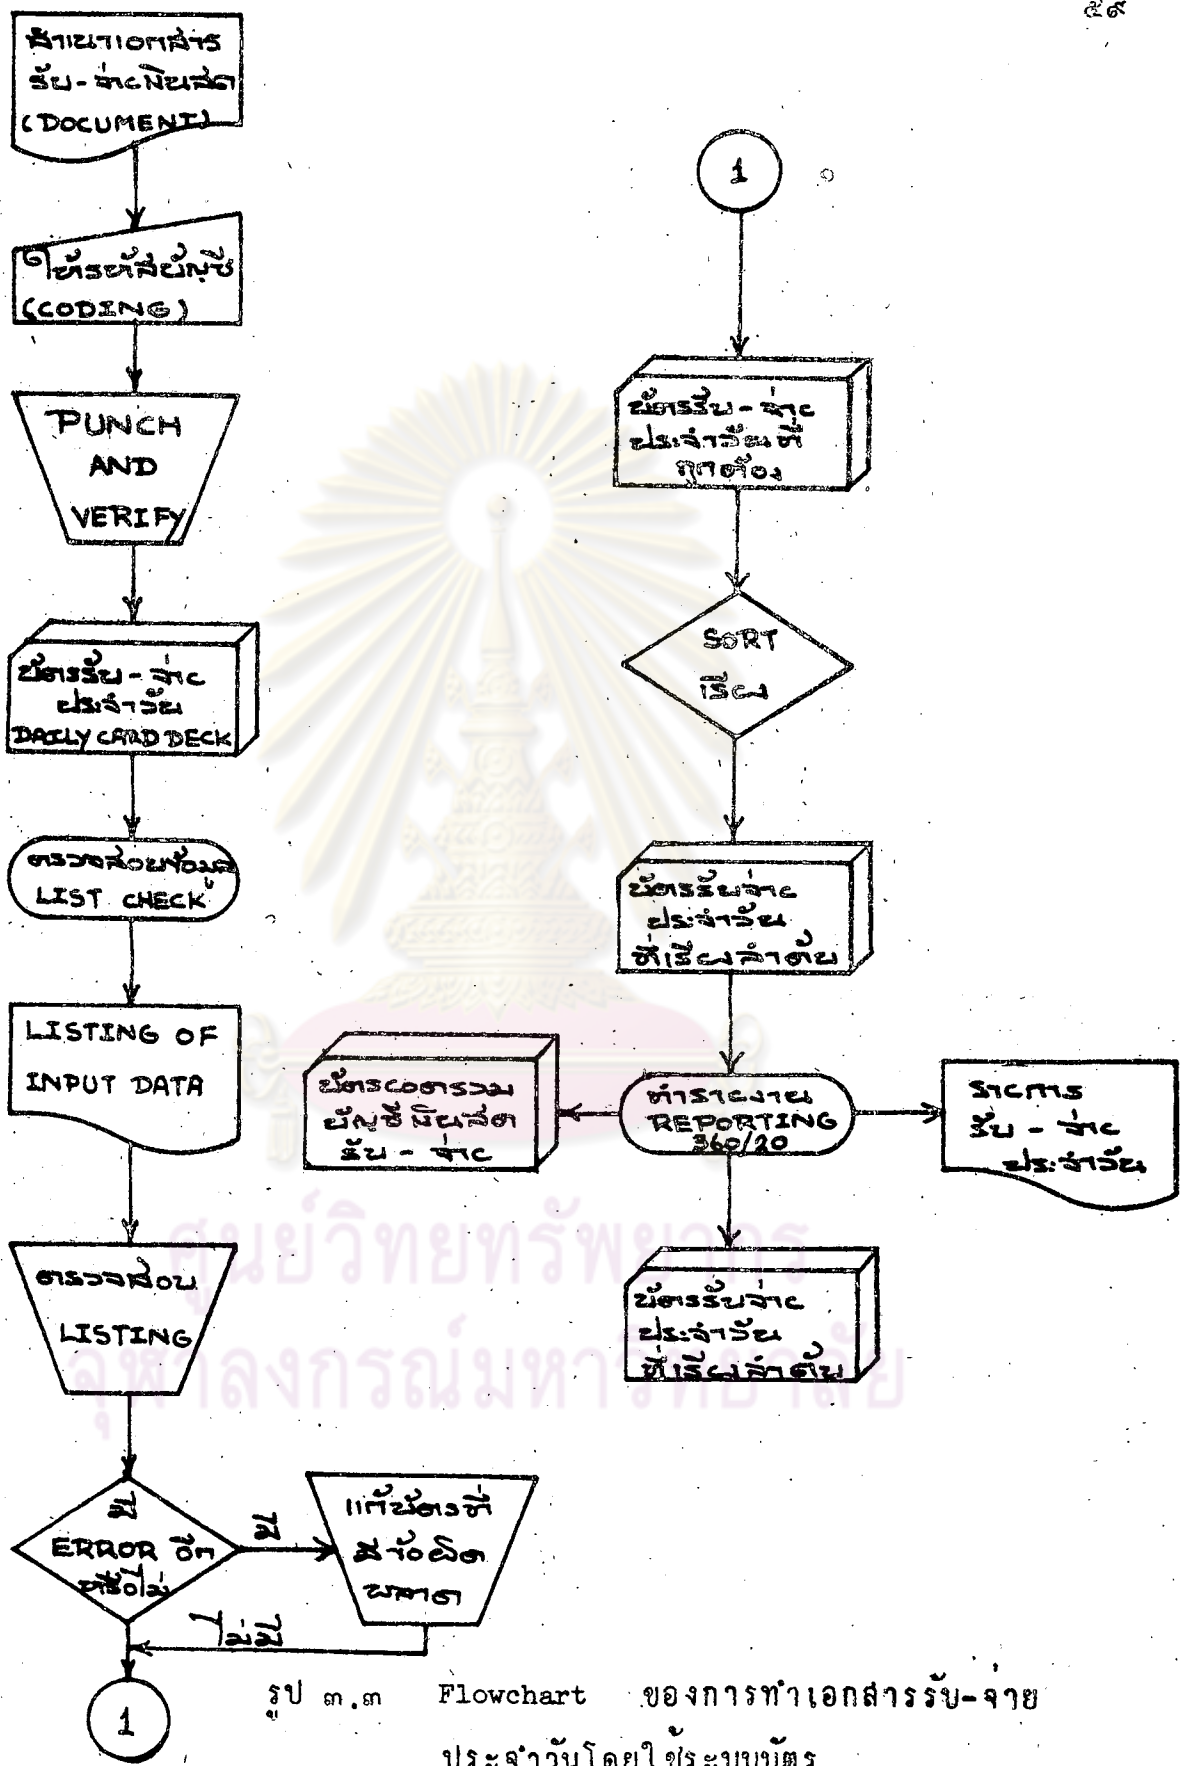 ๕๙
สำเนาเอกสาร
รับ-จ่ายเงินสด
(DOCUMENT)
ให้รหัสบัญชี
(CODING)
PUNCH
AND
VERIFY
บัตรรับ-จ่าย
ประจำวัน
DAILY CARD DECK
ตรวจสอบข้อมูล
LIST CHECK
LISTING OF
INPUT DATA
ตรวจสอบ
LISTING
มี
ERROR อีก
หรือไม่
มี
แก้บัตรที่
มีข้อผิด
พลาด
ไม่มี
1
1
บัตรรับ-จ่าย
ประจำวันที่
ถูกต้อง
SORT
เรียง
บัตรรับจ่าย
ประจำวัน
ที่เรียงลำดับ
บัตรยอดรวม
บัญชีเงินสด
รับ-จ่าย
ทำรายงาน
REPORTING
360/20
รายการ
รับ-จ่าย
ประจำวัน
บัตรรับจ่าย
ประจำวัน
ที่เรียงลำดับ
ศูนย์วิทยทรัพยากร
จุฬาลงกรณ์มหาวิทยาลัย
รูป ๓.๓ Flowchart ของการทำเอกสารรับ-จ่าย
ประจำวันโดยใช้ระบบบัตร